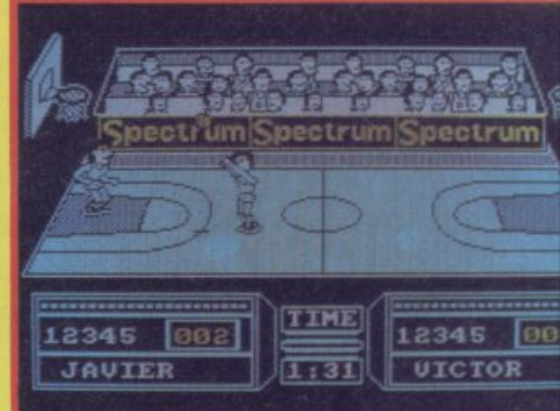 Spectrum Spectrum Spectrum
TIME
12345 002
12345 00
JAVIER
1:31
VICTOR